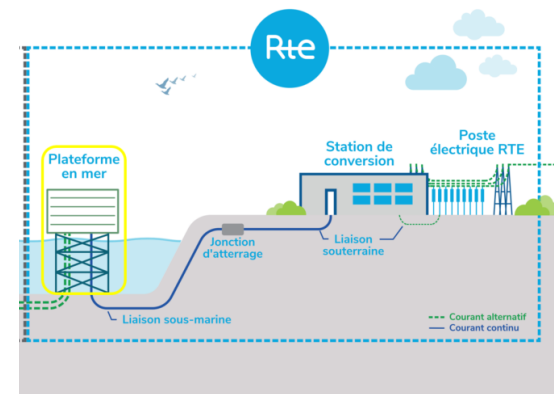 Rte
Plateforme
en mer
Station de
conversion
Poste
électrique RTE
Jonction
d'atterrage
Liaison
souterraine
Liaison sous-marine
Courant alternatif
Courant continu